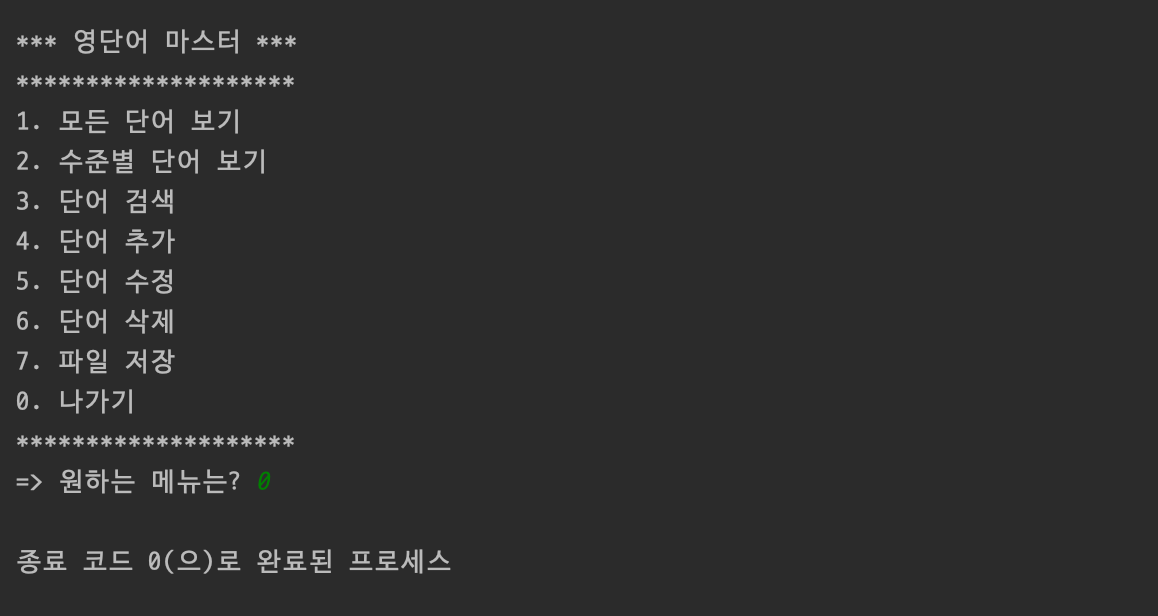 *** 영단어 마스터 ***
********************
1. 모든 단어 보기
2. 수준별 단어 보기
3. 단어 검색
4. 단어 추가
5. 단어 수정
6. 단어 삭제
7. 파일 저장
0. 나가기
********************
=> 원하는 메뉴는? 0
종료 코드 0(으)로 완료된 프로세스